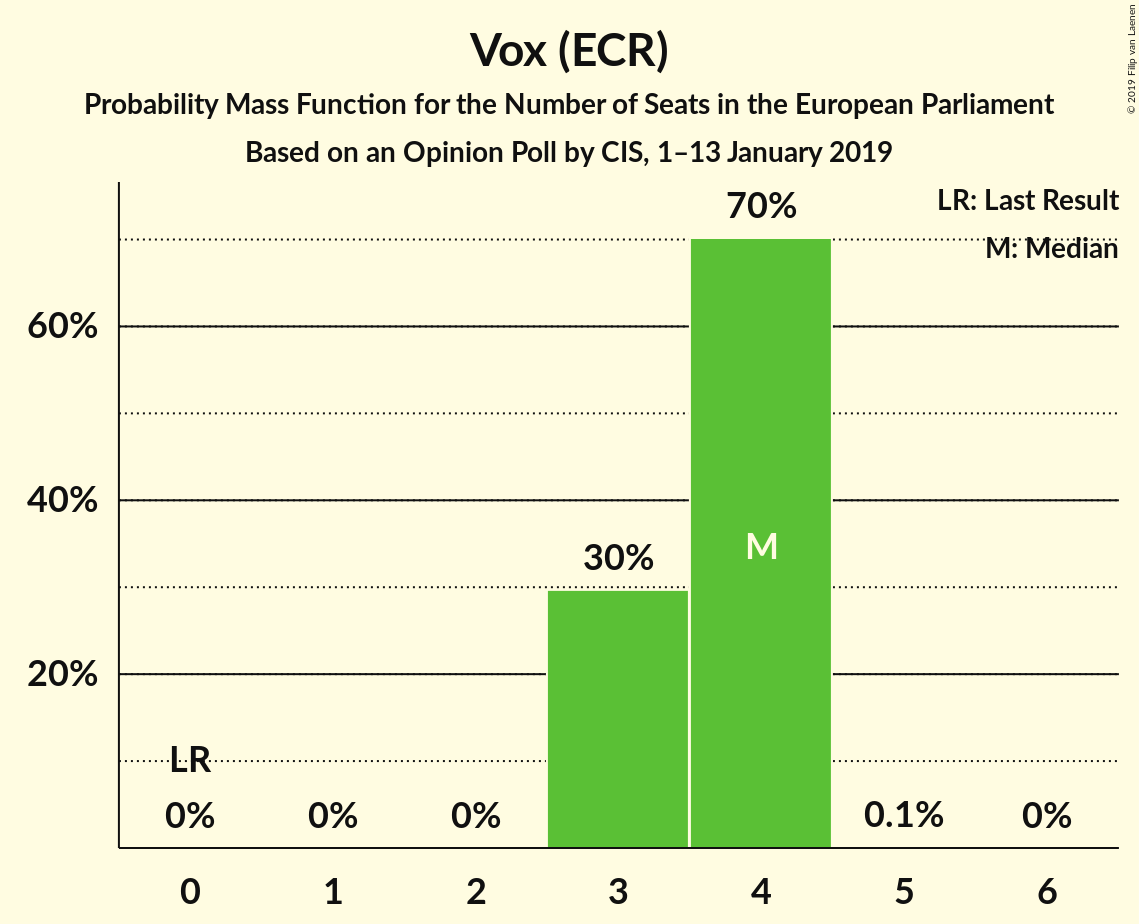 Vox (ECR)
Probability Mass Function for the Number of Seats in the European Parliament
Based on an Opinion Poll by CIS, 1–13 January 2019
© 2019 Filip van Laenen
LR: Last Result
M: Median
70%
60%
40%
30%
M
20%
LR
0%
0%
0%
0.1%
0%
0
1
2
3
4
5
6